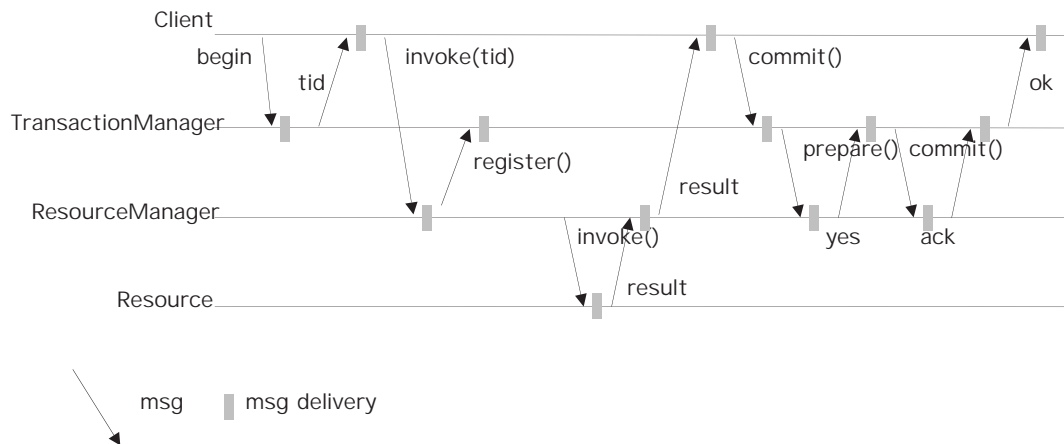 Client
begin
tid
invoke(tid)
commit()
ok
TransactionManager
register()
prepare()
commit()
result
ResourceManager
invoke()
yes
ack
Resource
result
msg
msg delivery